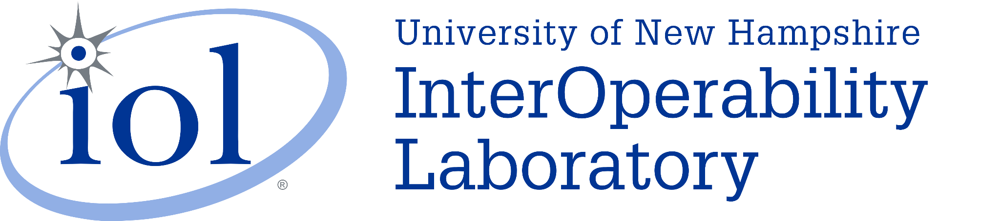 iol
®
University of New Hampshire
InterOperability
Laboratory